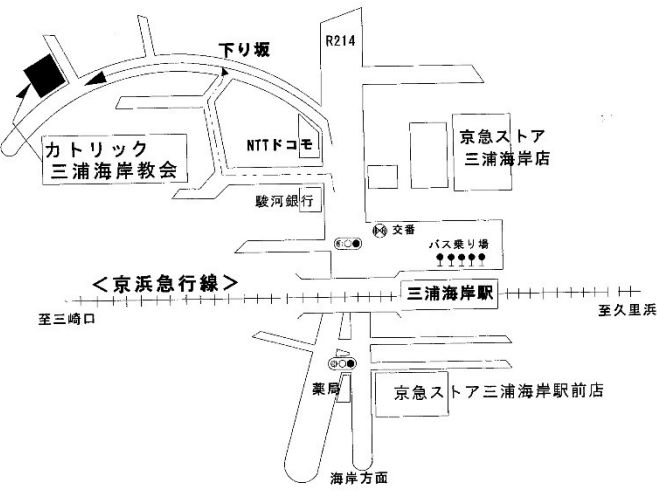 R214
下り坂
カトリック
三浦海岸教会
NTTドコモ
京急ストア
三浦海岸店
駿河銀行
交番
バス乗り場
＜京浜急行線＞
三浦海岸駅
至三崎口
至久里浜
薬局
京急ストア三浦海岸駅前店
海岸方面